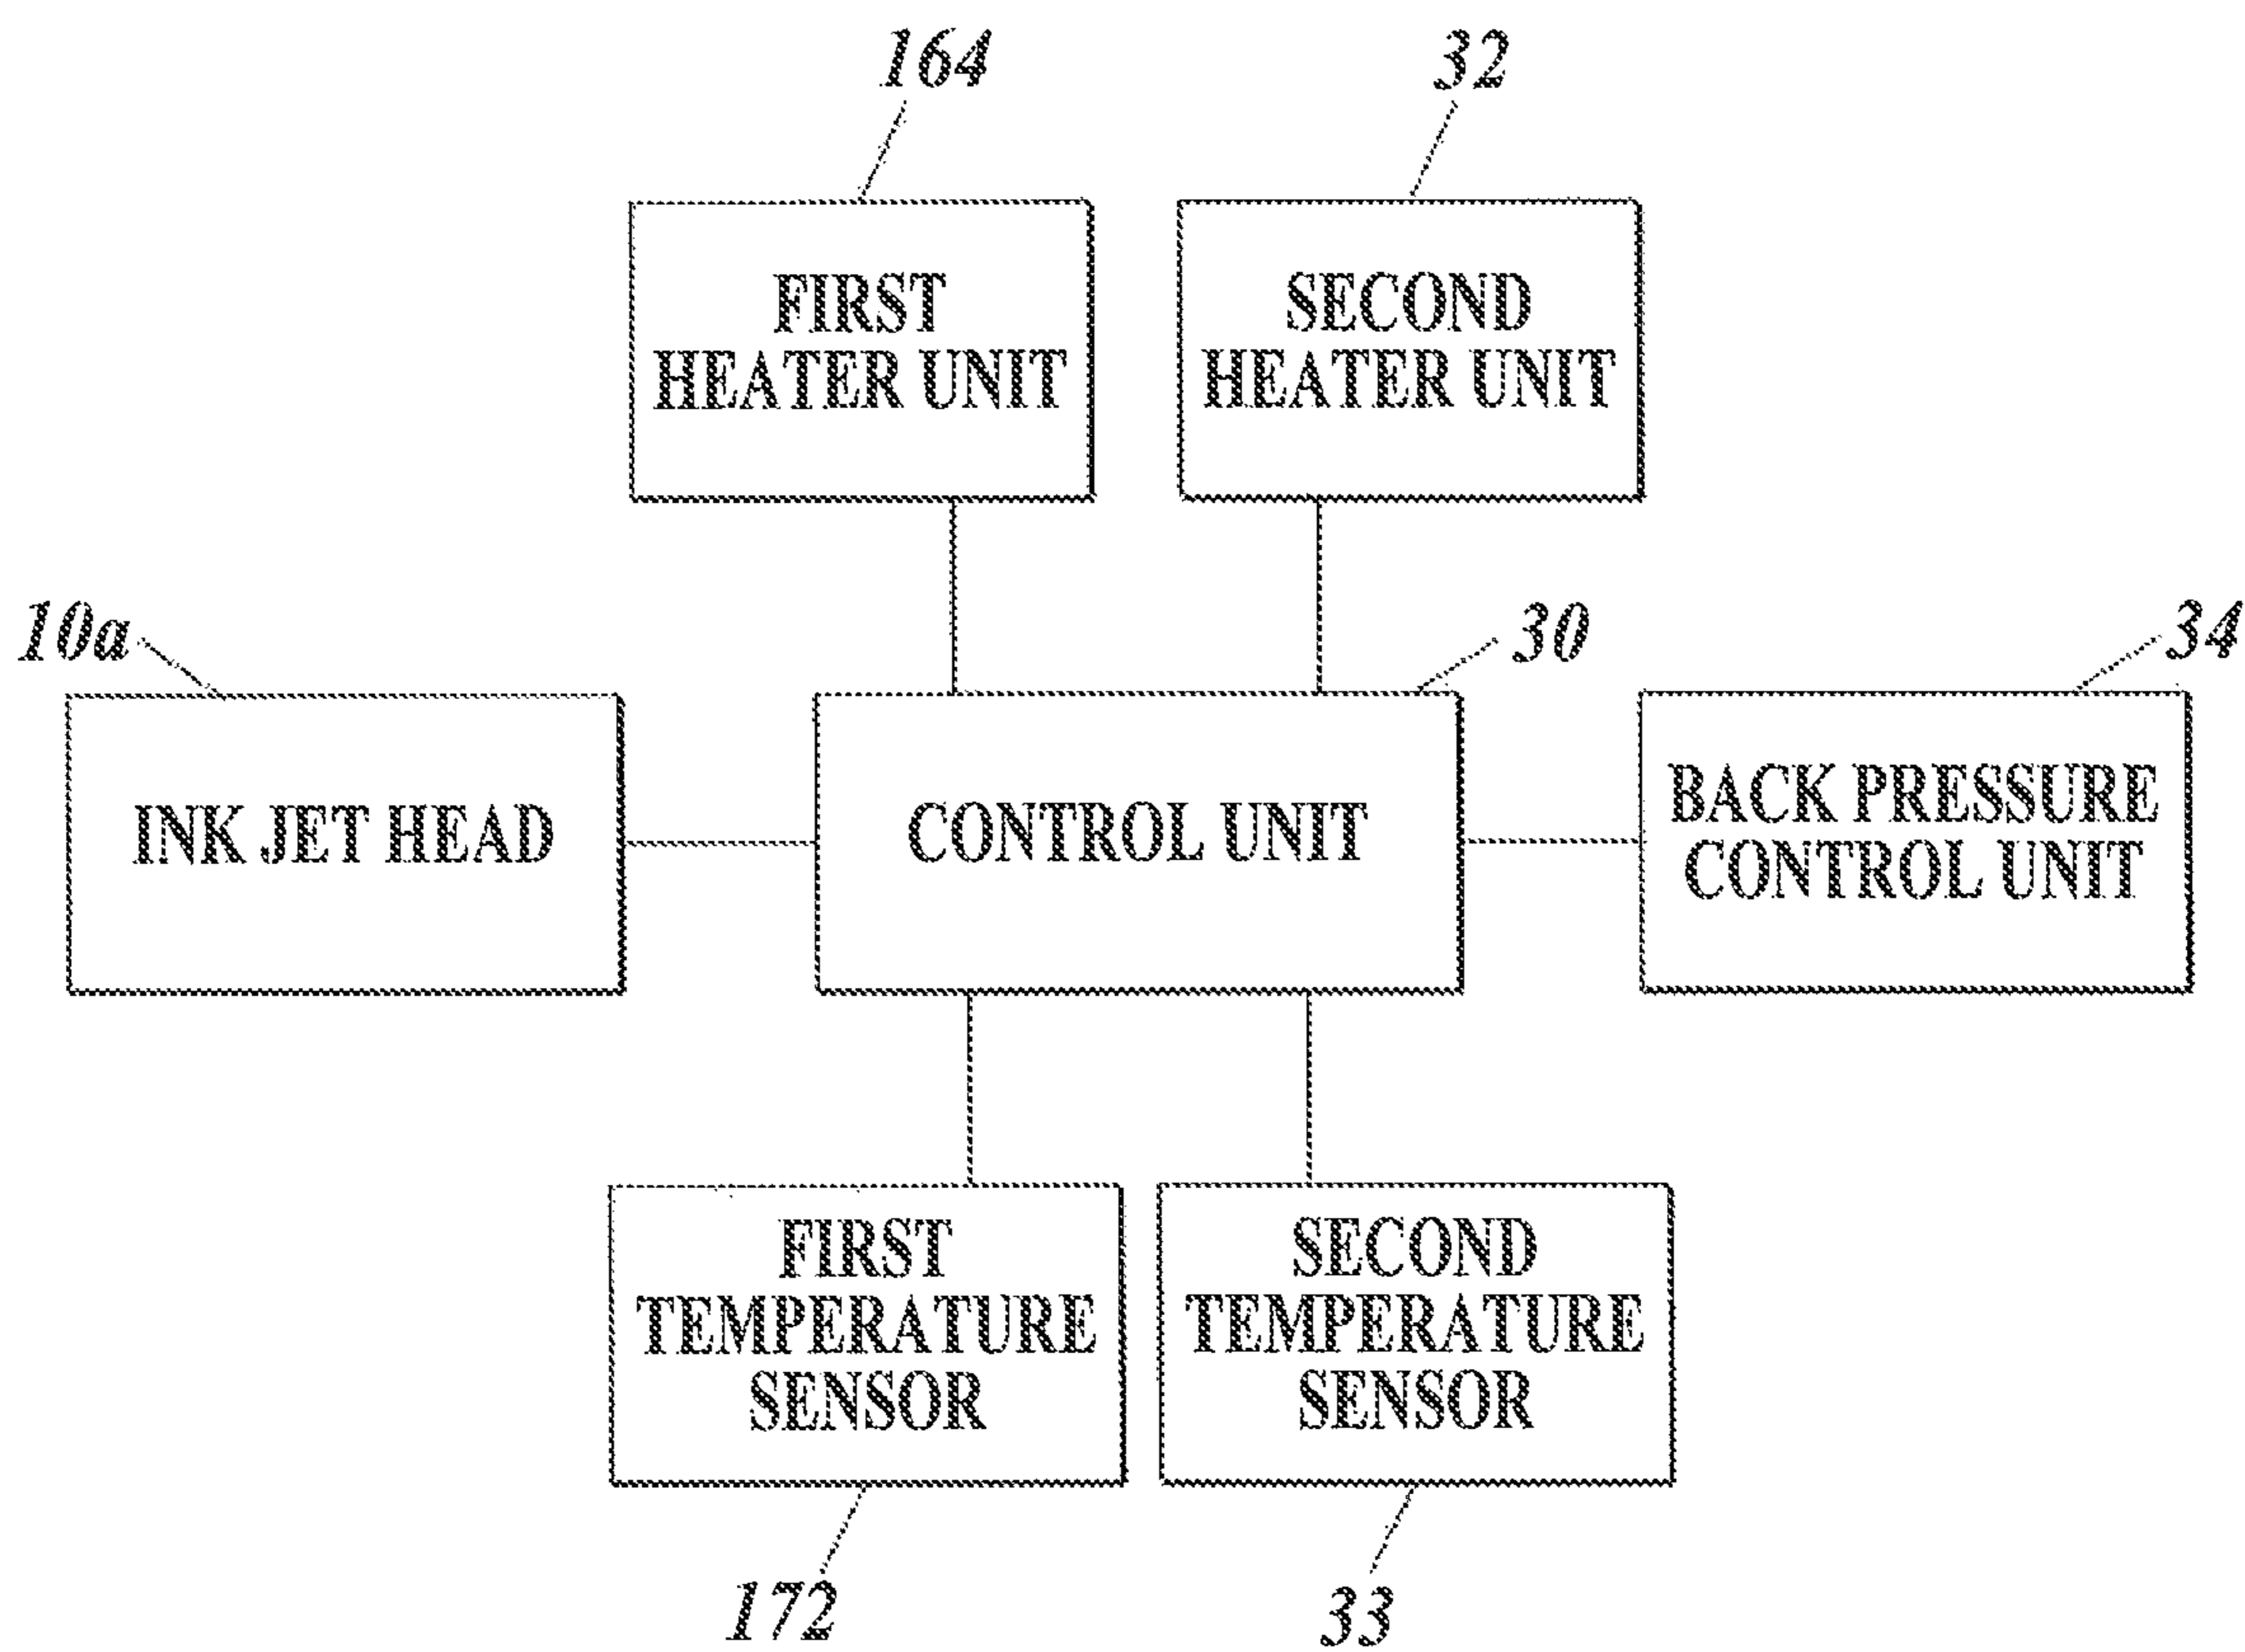 164
32
FIRST
HEATER UNIT
SECOND
HEATER UNIT
10a
30
34
INK JET HEAD
CONTROL UNIT
BACK PRESSURE
CONTROL UNIT
FIRST
TEMPERATURE
SENSOR
SECOND
TEMPERATURE
SENSOR
172
33